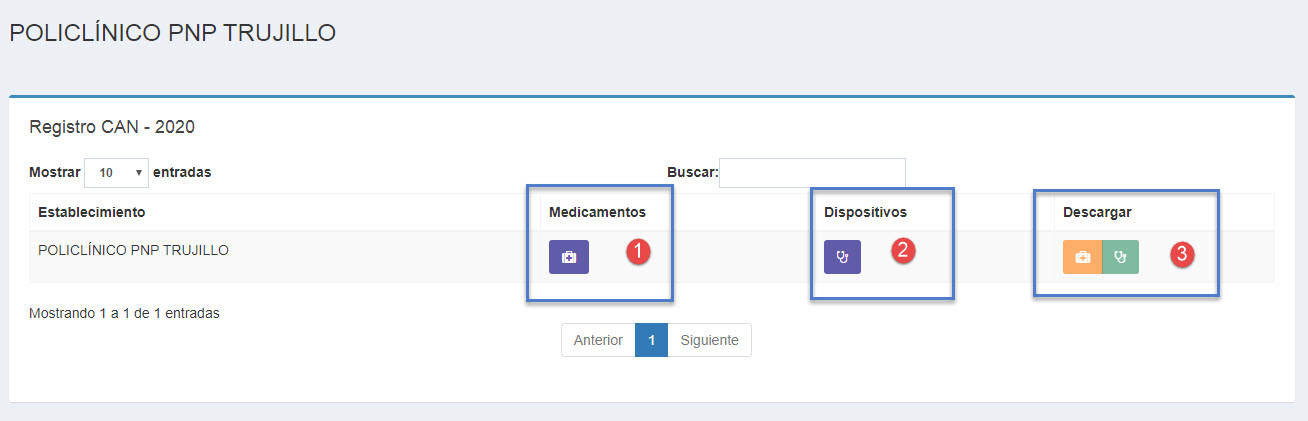 POLICLÍNICO PNP TRUJILLO
Registro CAN - 2020
Mostrar 10 entradas Buscar:
Establecimiento Medicamentos Dispositivos Descargar
POLICLÍNICO PNP TRUJILLO 1 2 3
Mostrando 1 a 1 de 1 entradas
Anterior 1 Siguiente